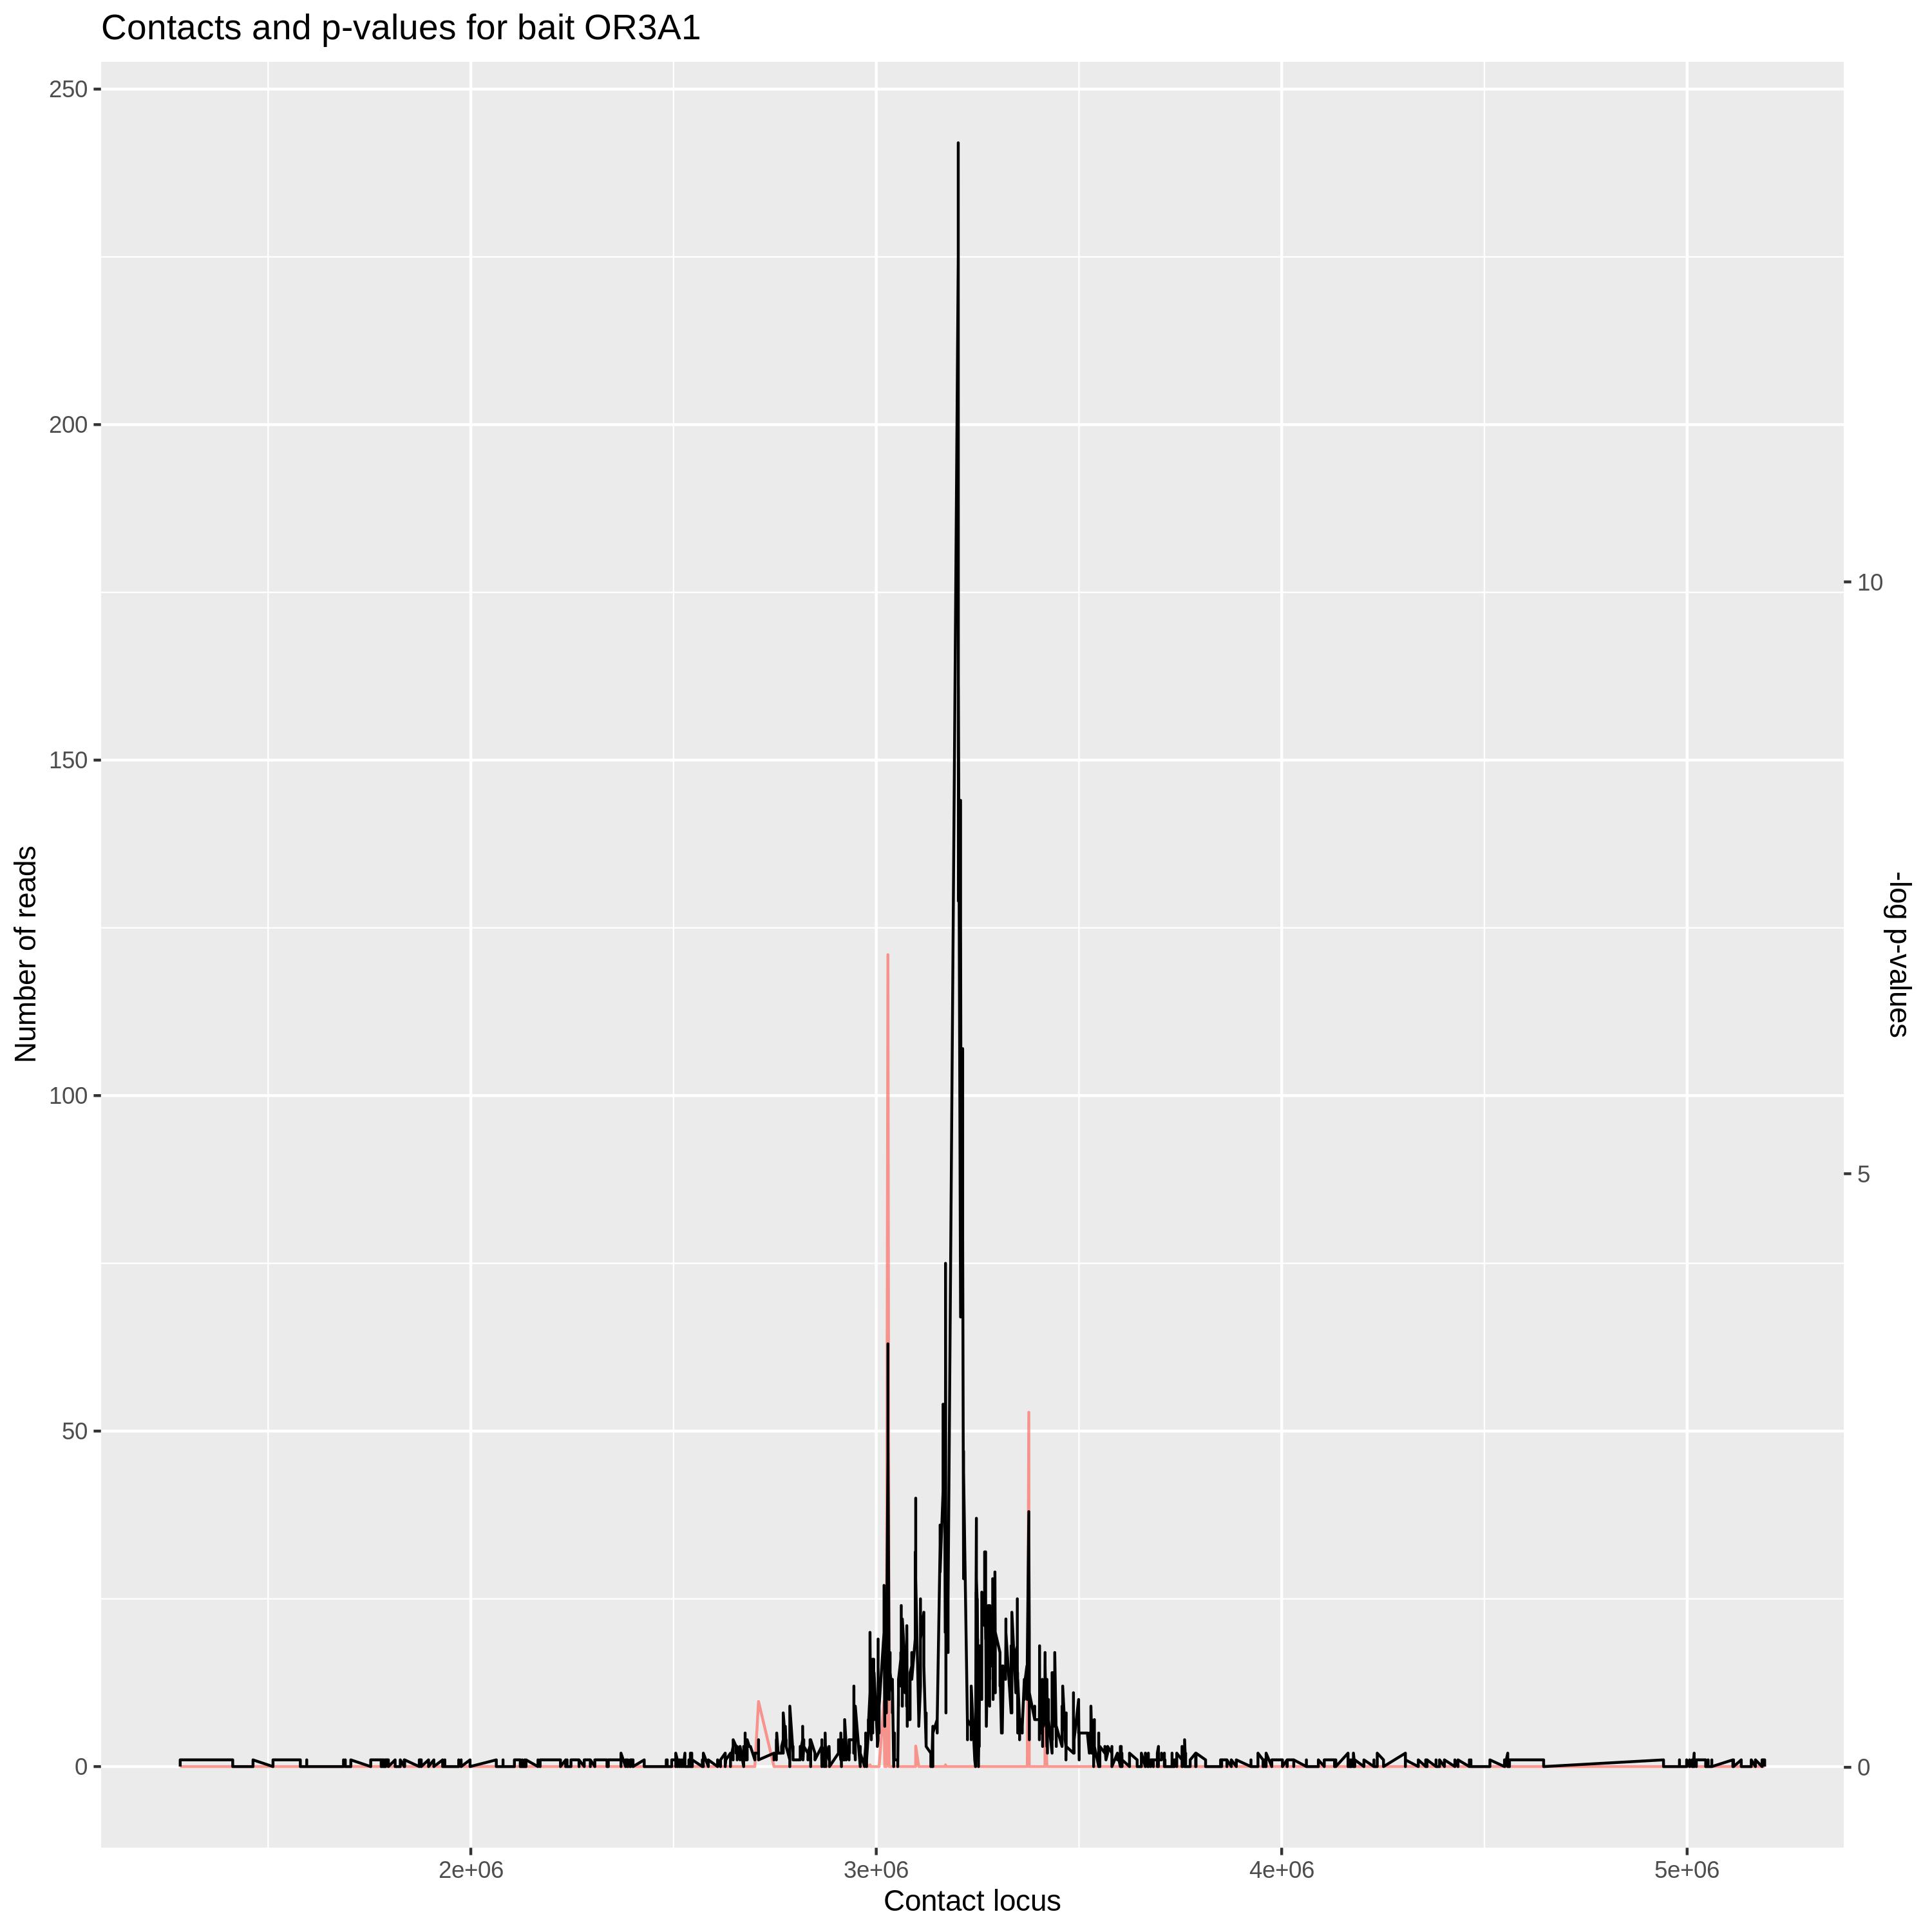 Contacts and p-values for bait OR3A1
250
200
150
100
50
0
Number of reads
10
5
0
-log p-values
2e+06
3e+06
4e+06
5e+06
Contact locus